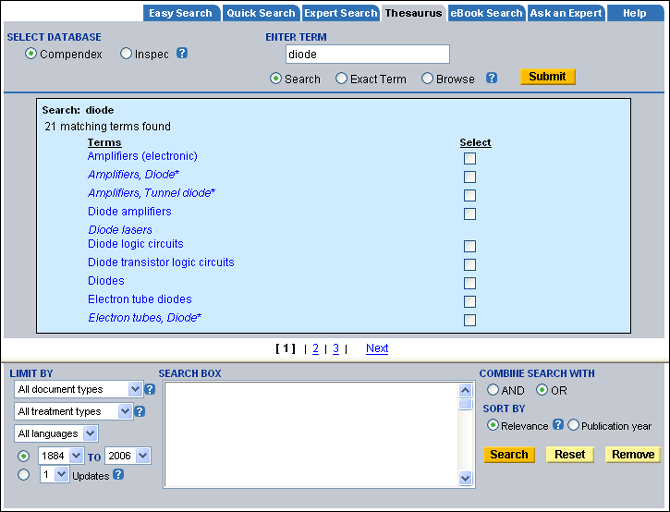 Easy Search Quick Search Expert Search Thesaurus eBook Search Ask an Expert Help
SELECT DATABASE
Compendex Inspec ?
ENTER TERM
diode
Search Exact Term Browse ? Submit
Search: diode
21 matching terms found
Terms Select
Amplifiers (electronic)
Amplifiers, Diode*
Amplifiers, Tunnel diode*
Diode amplifiers
Diode lasers
Diode logic circuits
Diode transistor logic circuits
Diodes
Electron tube diodes
Electron tubes, Diode*
[ 1 ] | 2 | 3 | Next
LIMIT BY
All document types ?
All treatment types ?
All languages
1884 TO 2006
1 Updates ?
SEARCH BOX
COMBINE SEARCH WITH
AND OR
SORT BY
Relevance ? Publication year
Search Reset Remove